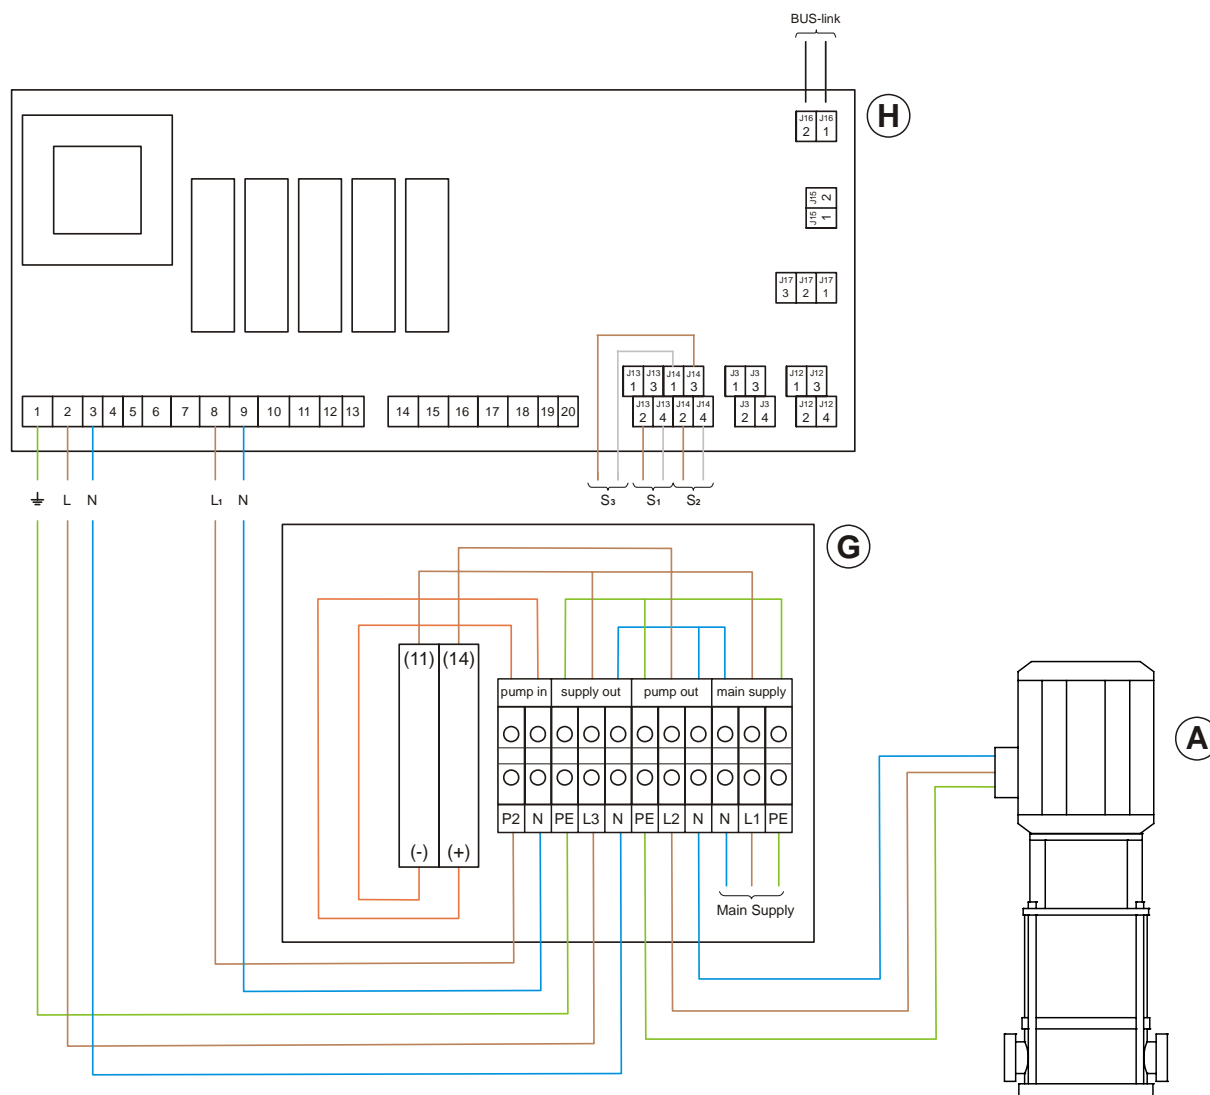 BUS-link
H
J16 J16
2 1
J15 2
J15 1
J17 J17 J17
3 2 1
J13 J13 J14 J14 J3 J3 J12 J12
1 3 1 3 1 3 1 3
1 2 3 4 5 6 7 8 9 10 11 12 13 14 15 16 17 18 19 20
J13 J13 J14 J14 J3 J3 J12 J12
2 4 2 4 2 4 2 4
L N L1 N S3 S1 S2
G
(11) (14)
pump in supply out pump out main supply
A
P2 N PE L3 N PE L2 N N L1 PE
(-) (+)
Main Supply